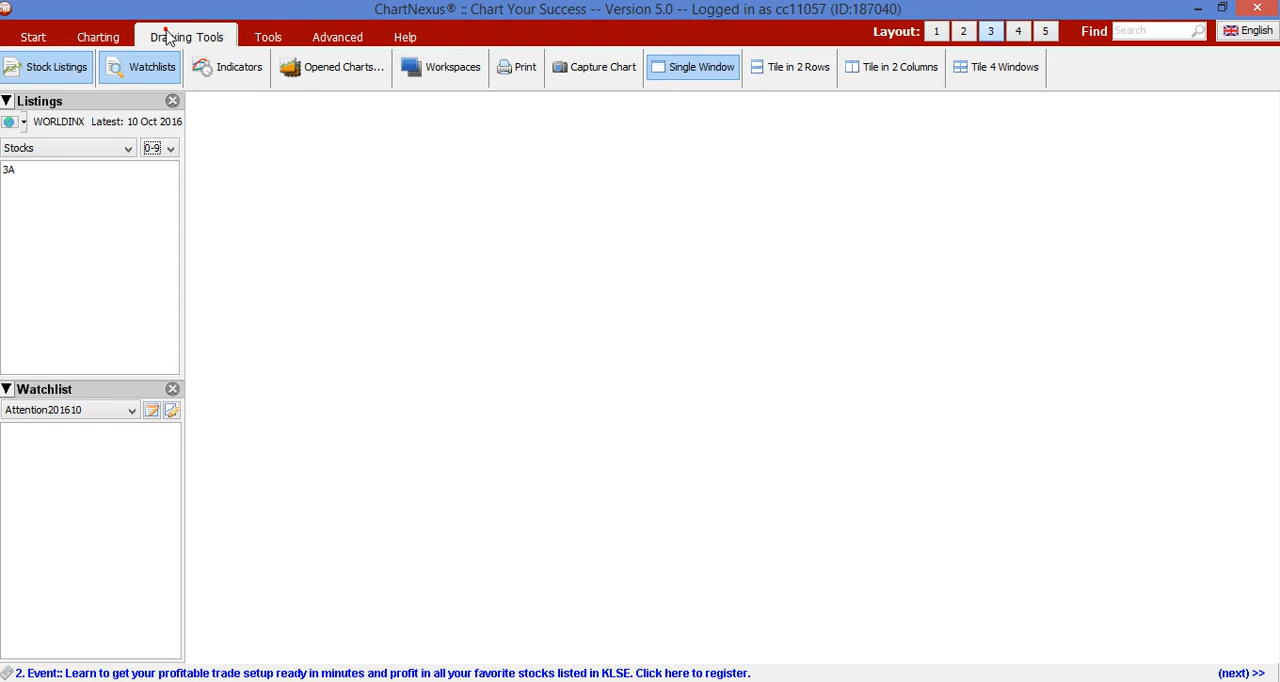 ChartNexus® :: Chart Your Success -- Version 5.0 -- Logged in as cc11057 (ID:187040)
Start Charting Drawing Tools Tools Advanced Help Layout: 1 2 3 4 5 Find Search English
Stock Listings Watchlists Indicators Opened Charts... Workspaces Print Capture Chart Single Window Tile in 2 Rows Tile in 2 Columns Tile 4 Windows
Listings
WORLDINX Latest: 10 Oct 2016
Stocks 0-9
3A
Watchlist
Attention201610
2. Event:: Learn to get your profitable trade setup ready in minutes and profit in all your favorite stocks listed in KLSE. Click here to register. (next) >>